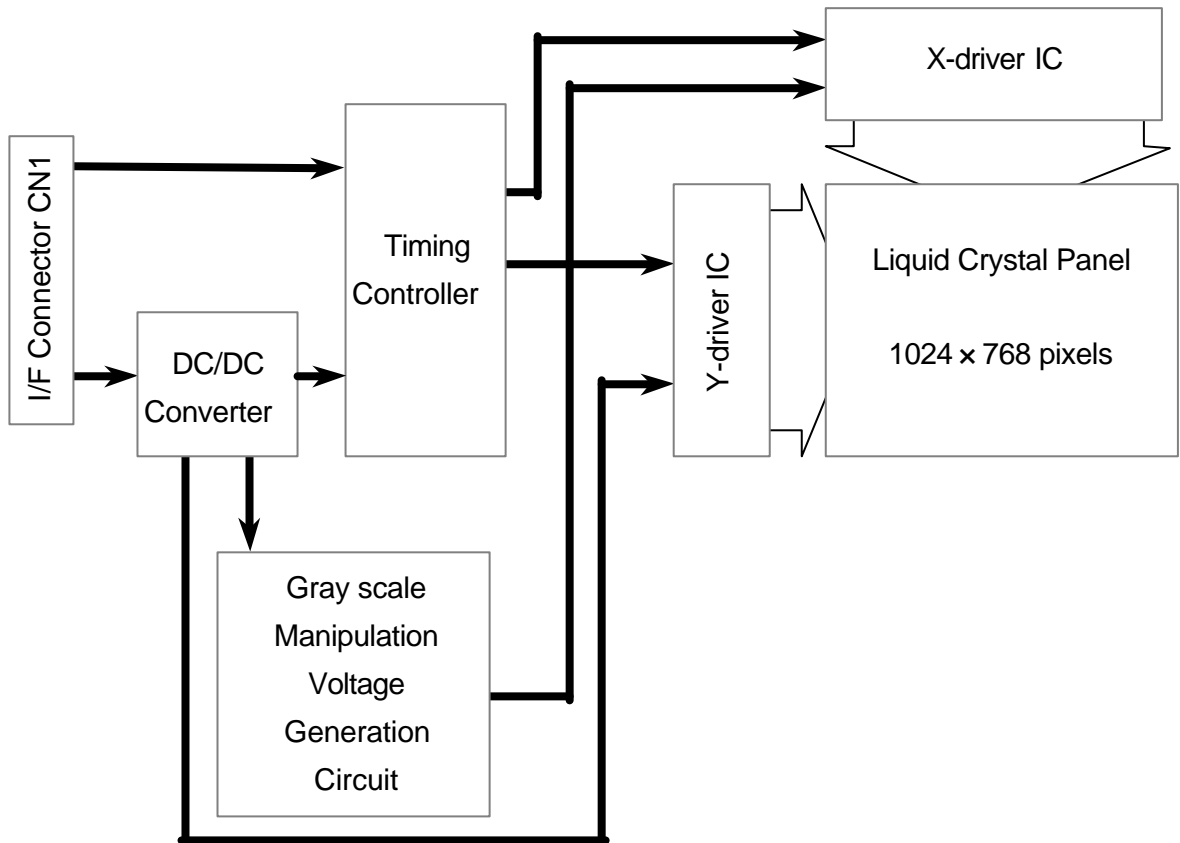 X-driver IC
I/F Connector CN1
Timing
Controller
Y-driver IC
Liquid Crystal Panel
1024 × 768 pixels
DC/DC
Converter
Gray scale
Manipulation
Voltage
Generation
Circuit